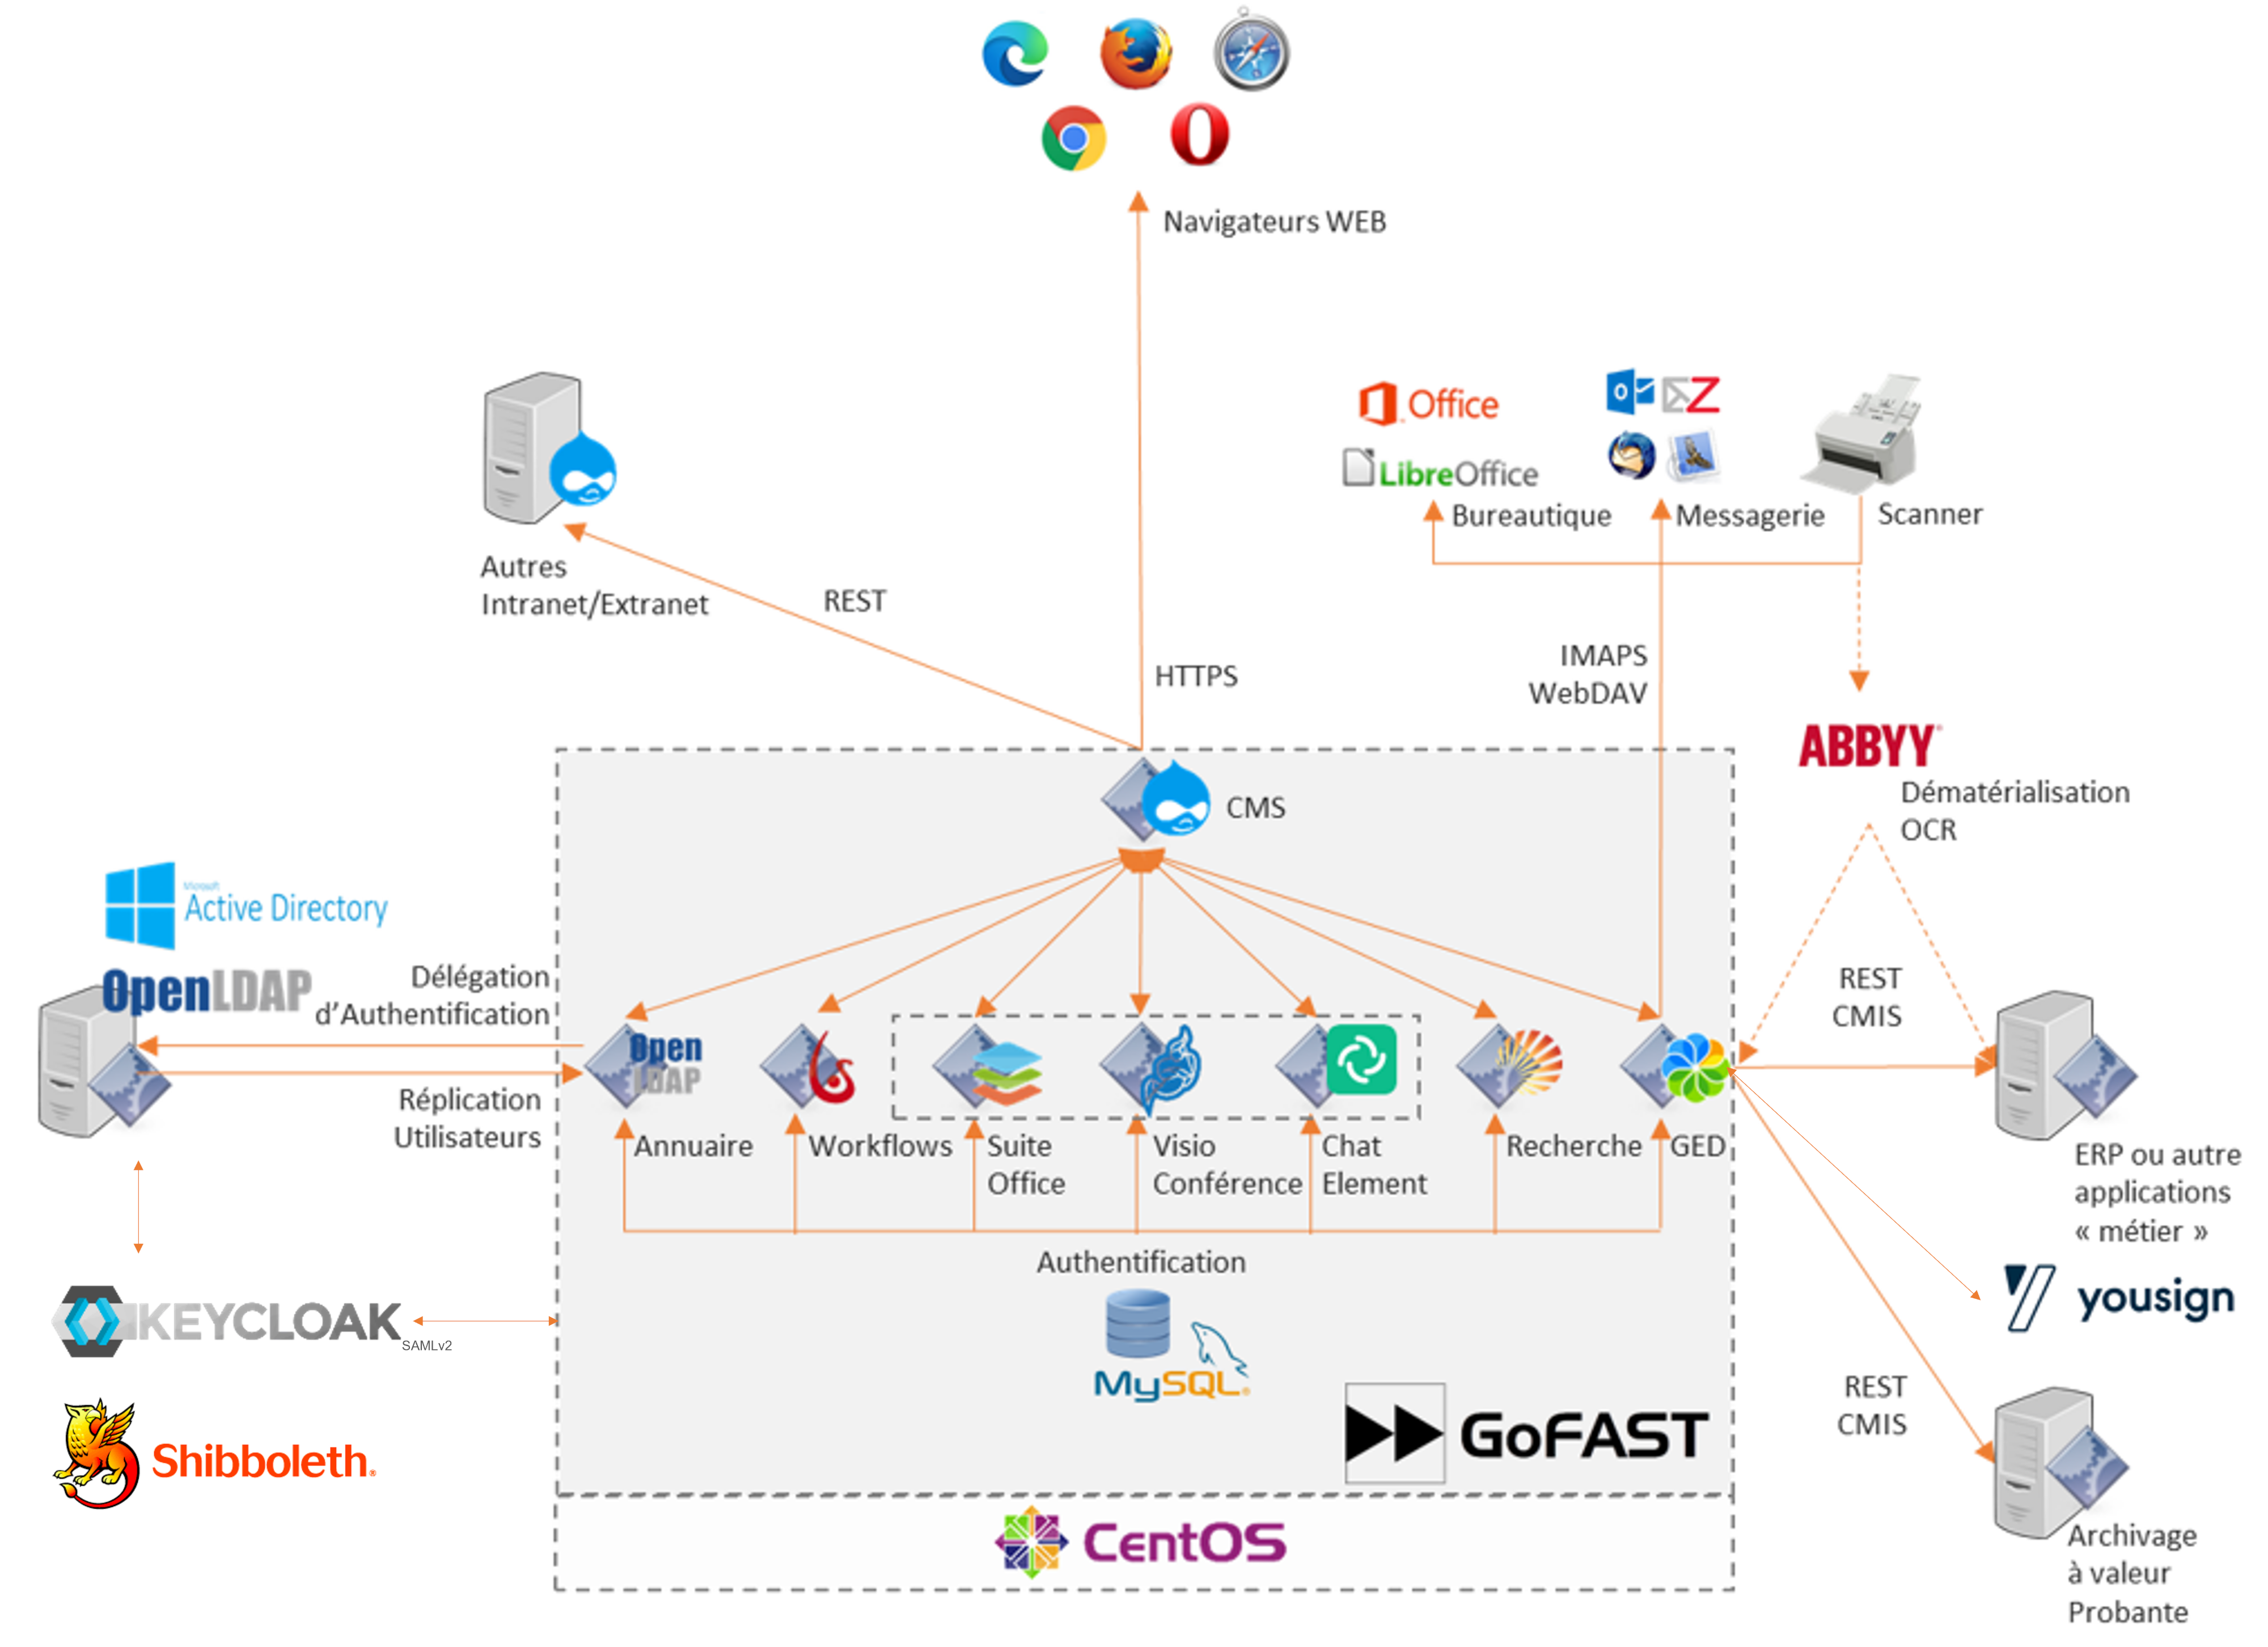 Navigateurs WEB
Office
LibreOffice
Bureautique
Messagerie
Scanner
Autres
Intranet/Extranet
REST
HTTPS
IMAPS
WebDAV
ABBYY
Dématérialisation
OCR
CMS
Microsoft
Active Directory
OpenLDAP
Délégation
d'Authentification
Réplication
Utilisateurs
REST
CMIS
Open
LDAP
Annuaire
Workflows
Suite
Office
Visio
Conférence
Chat
Element
Recherche
GED
ERP ou autre
applications
« métier »
Authentification
MySQL®
KEYCLOAK
SAMLv2
yousign
Shibboleth®
GoFAST
REST
CMIS
CentOS
Archivage
à valeur
Probante